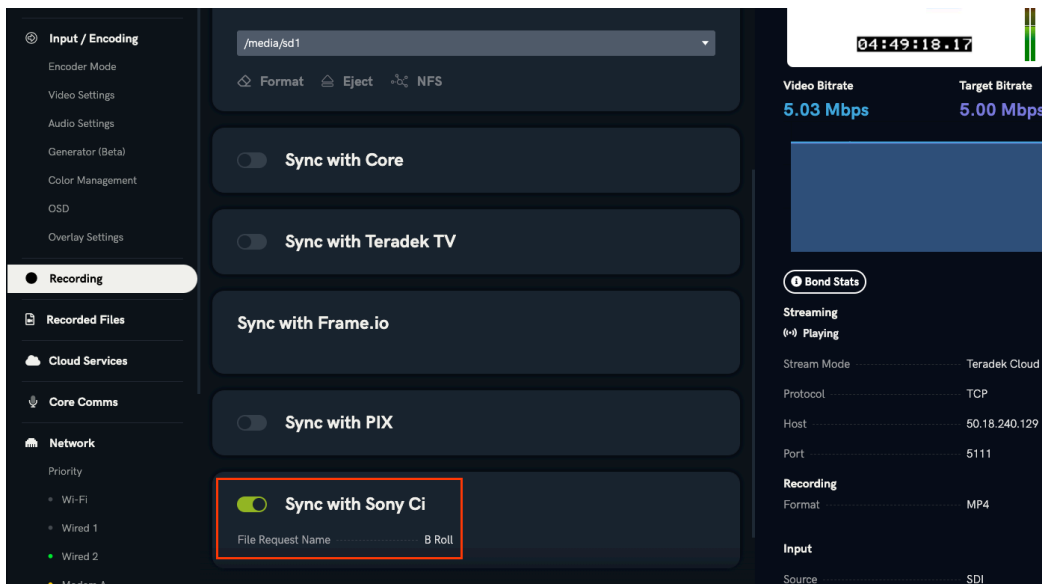 Input / Encoding
Encoder Mode
Video Settings
Audio Settings
Generator (Beta)
Color Management
OSD
Overlay Settings
Recording
Recorded Files
Cloud Services
Core Comms
Network
Priority
Wi-Fi
Wired 1
Wired 2
/media/sd1
Format Eject NFS
Sync with Core
Sync with Teradek TV
Sync with Frame.io
Sync with PIX
Sync with Sony Ci
File Request Name B Roll
04:49:18.17
Video Bitrate Target Bitrate
5.03 Mbps 5.00 Mbps
Bond Stats
Streaming
Playing
Stream Mode Teradek Cloud
Protocol TCP
Host 50.18.240.129
Port 5111
Recording
Format MP4
Input
Source SDI